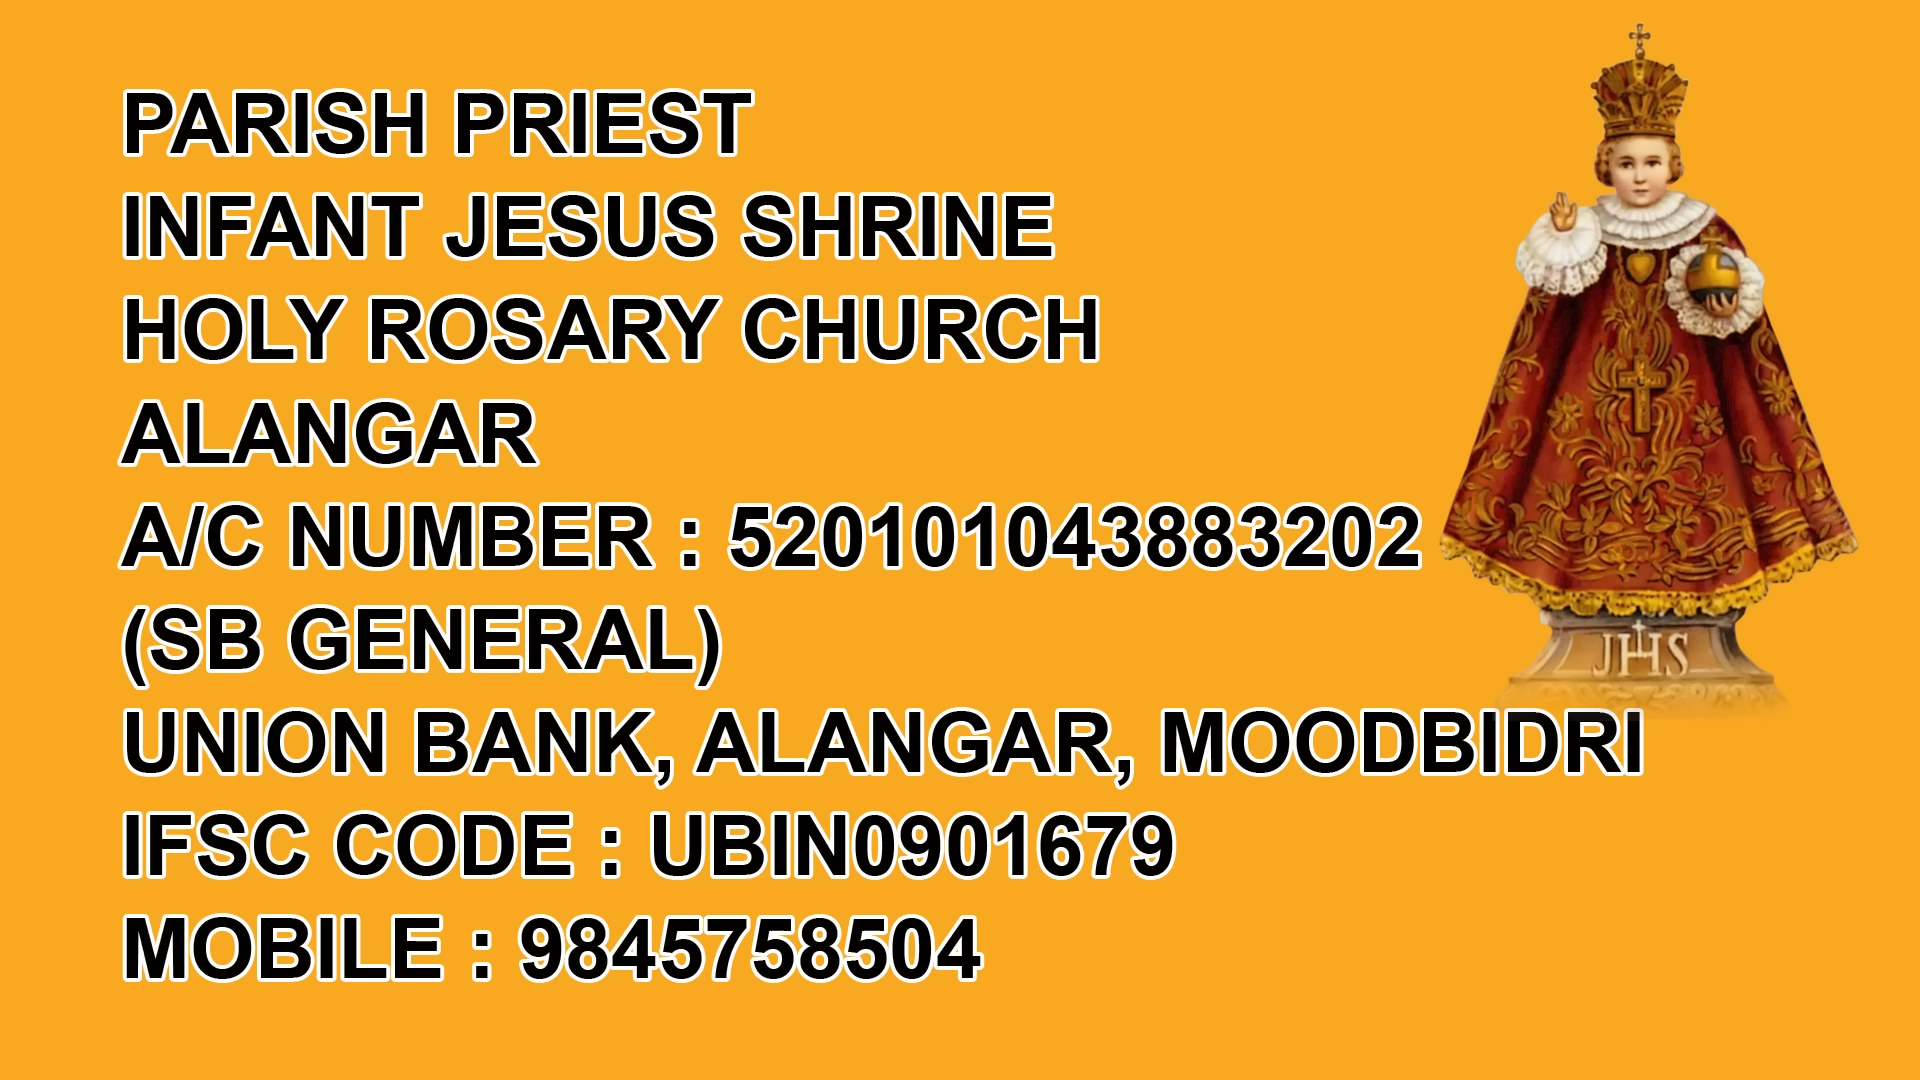 PARISH PRIEST
INFANT JESUS SHRINE
HOLY ROSARY CHURCH
ALANGAR
A/C NUMBER : 520101043883202
(SB GENERAL)
UNION BANK, ALANGAR, MOODBIDRI
IFSC CODE : UBIN0901679
MOBILE : 9845758504
JHS